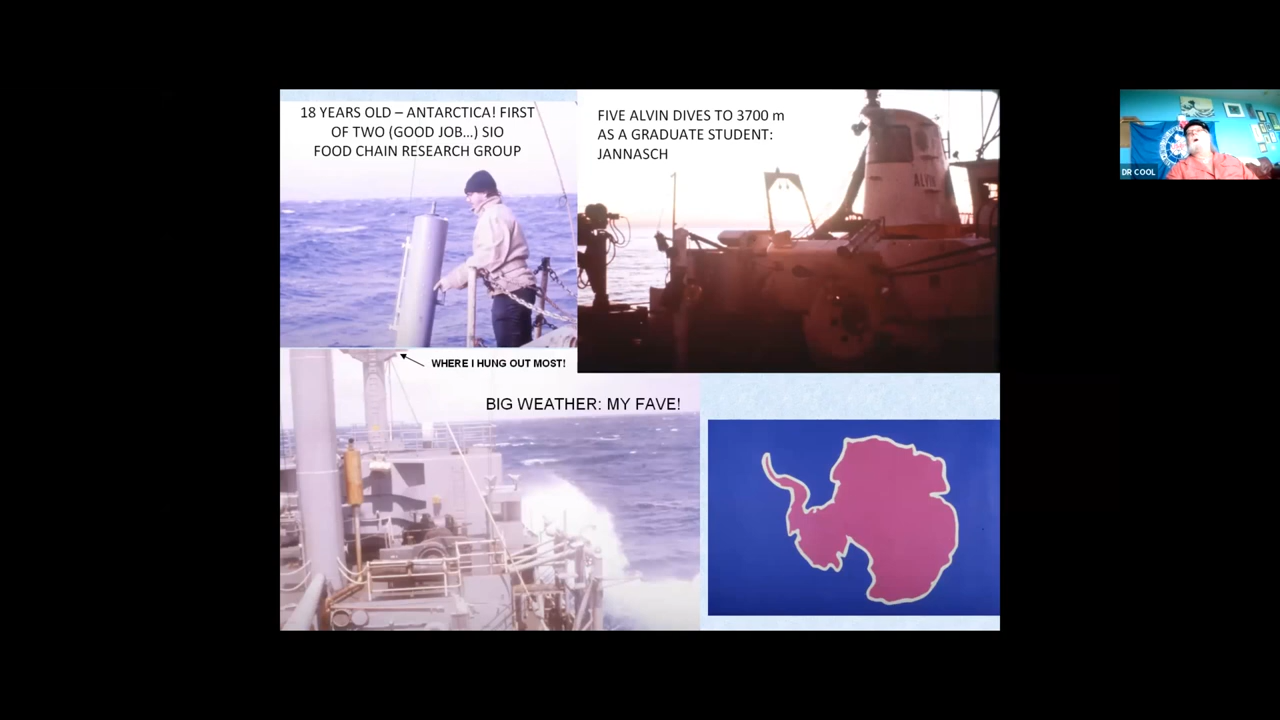 18 YEARS OLD – ANTARCTICA! FIRST
OF TWO (GOOD JOB...) SIO
FOOD CHAIN RESEARCH GROUP
FIVE ALVIN DIVES TO 3700 m
AS A GRADUATE STUDENT:
JANNASCH
ALVIN
WHERE I HUNG OUT MOST!
BIG WEATHER: MY FAVE!
DR COOL